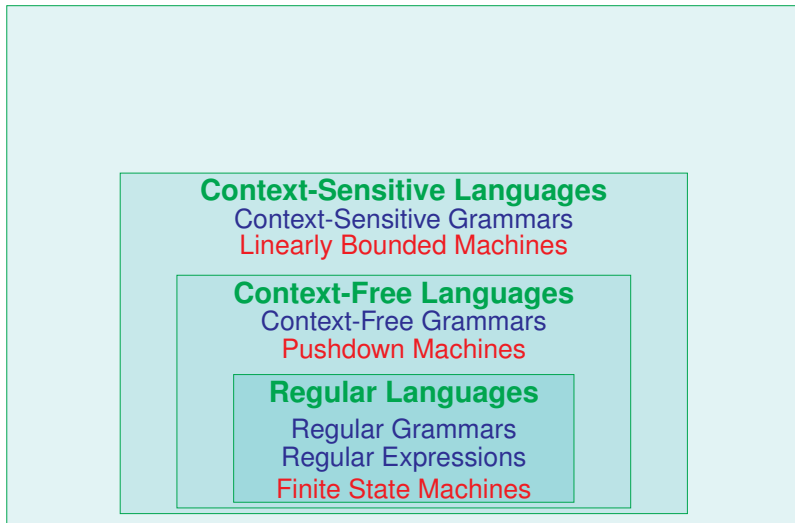 Context-Sensitive Languages
Context-Sensitive Grammars
Linearly Bounded Machines
Context-Free Languages
Context-Free Grammars
Pushdown Machines
Regular Languages
Regular Grammars
Regular Expressions
Finite State Machines